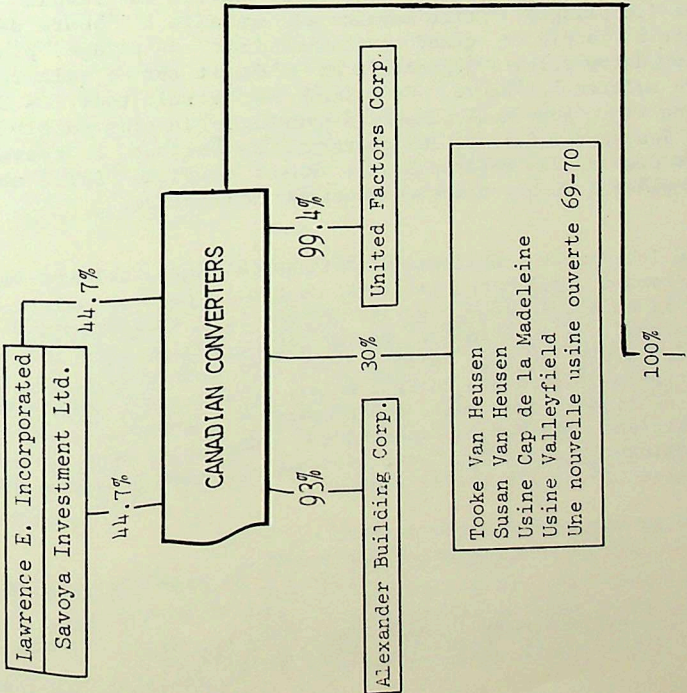 Lawrence E. Incorporated
Savoya Investment Ltd.
44.7%
44.7%
CANADIAN CONVERTERS
93%
30%
99.4%
Alexander Building Corp.
United Factors Corp.
Tooke Van Heusen
Susan Van Heusen
Usine Cap de la Madeleine
Usine Valleyfield
Une nouvelle usine ouverte 69-70
100%